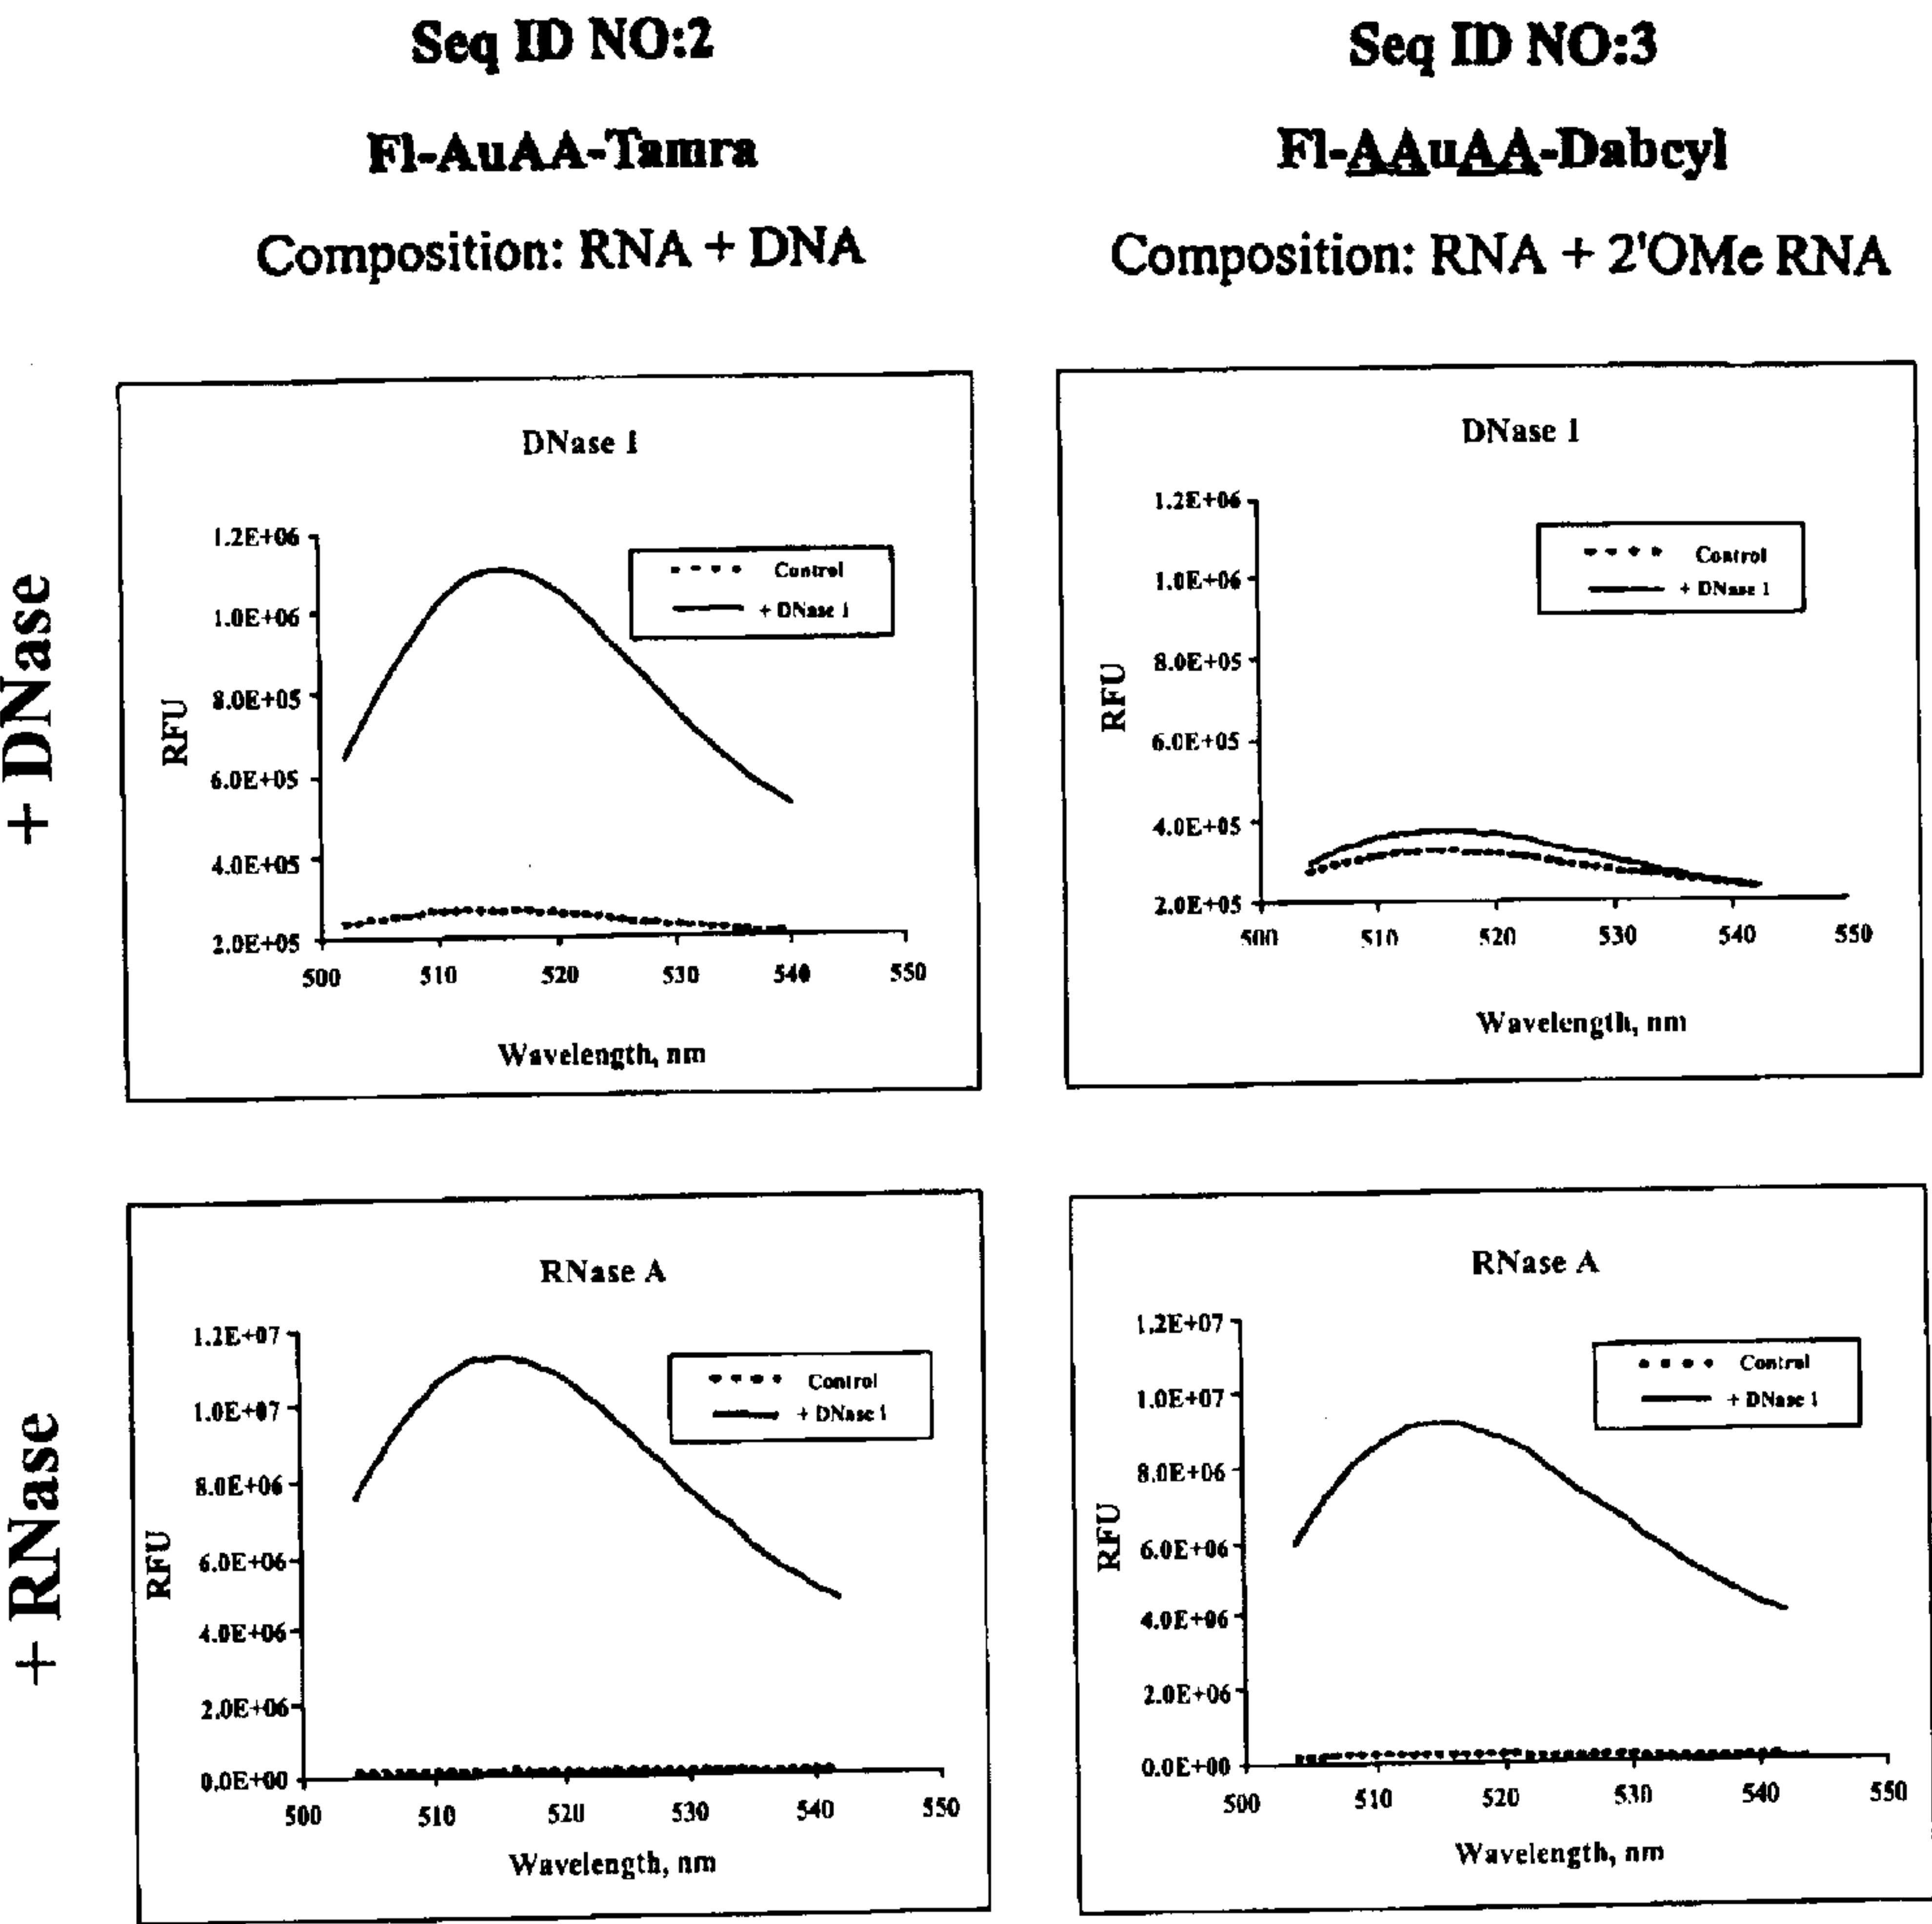 Seq ID NO:2
Fl-AuAA-Tamra
Composition: RNA + DNA
Seq ID NO:3
Fl-AAuAA-Dabcyl
Composition: RNA + 2'OMe RNA
+ DNase
DNase 1
1.2E+06
1.0E+06
8.0E+05
6.0E+05
4.0E+05
2.0E+05
RFU
Control
+ DNase 1
500 510 520 530 540 550
Wavelength, nm
DNase 1
1.2E+06
1.0E+06
8.0E+05
6.0E+05
4.0E+05
2.0E+05
RFU
Control
+ DNase 1
500 510 520 530 540 550
Wavelength, nm
+ RNase
RNase A
1.2E+07
1.0E+07
8.0E+06
6.0E+06
4.0E+06
2.0E+06
0.0E+00
RFU
Control
+ DNase 1
500 510 520 530 540 550
Wavelength, nm
RNase A
1.2E+07
1.0E+07
8.0E+06
6.0E+06
4.0E+06
2.0E+06
0.0E+00
RFU
Control
+ DNase 1
500 510 520 530 540 550
Wavelength, nm